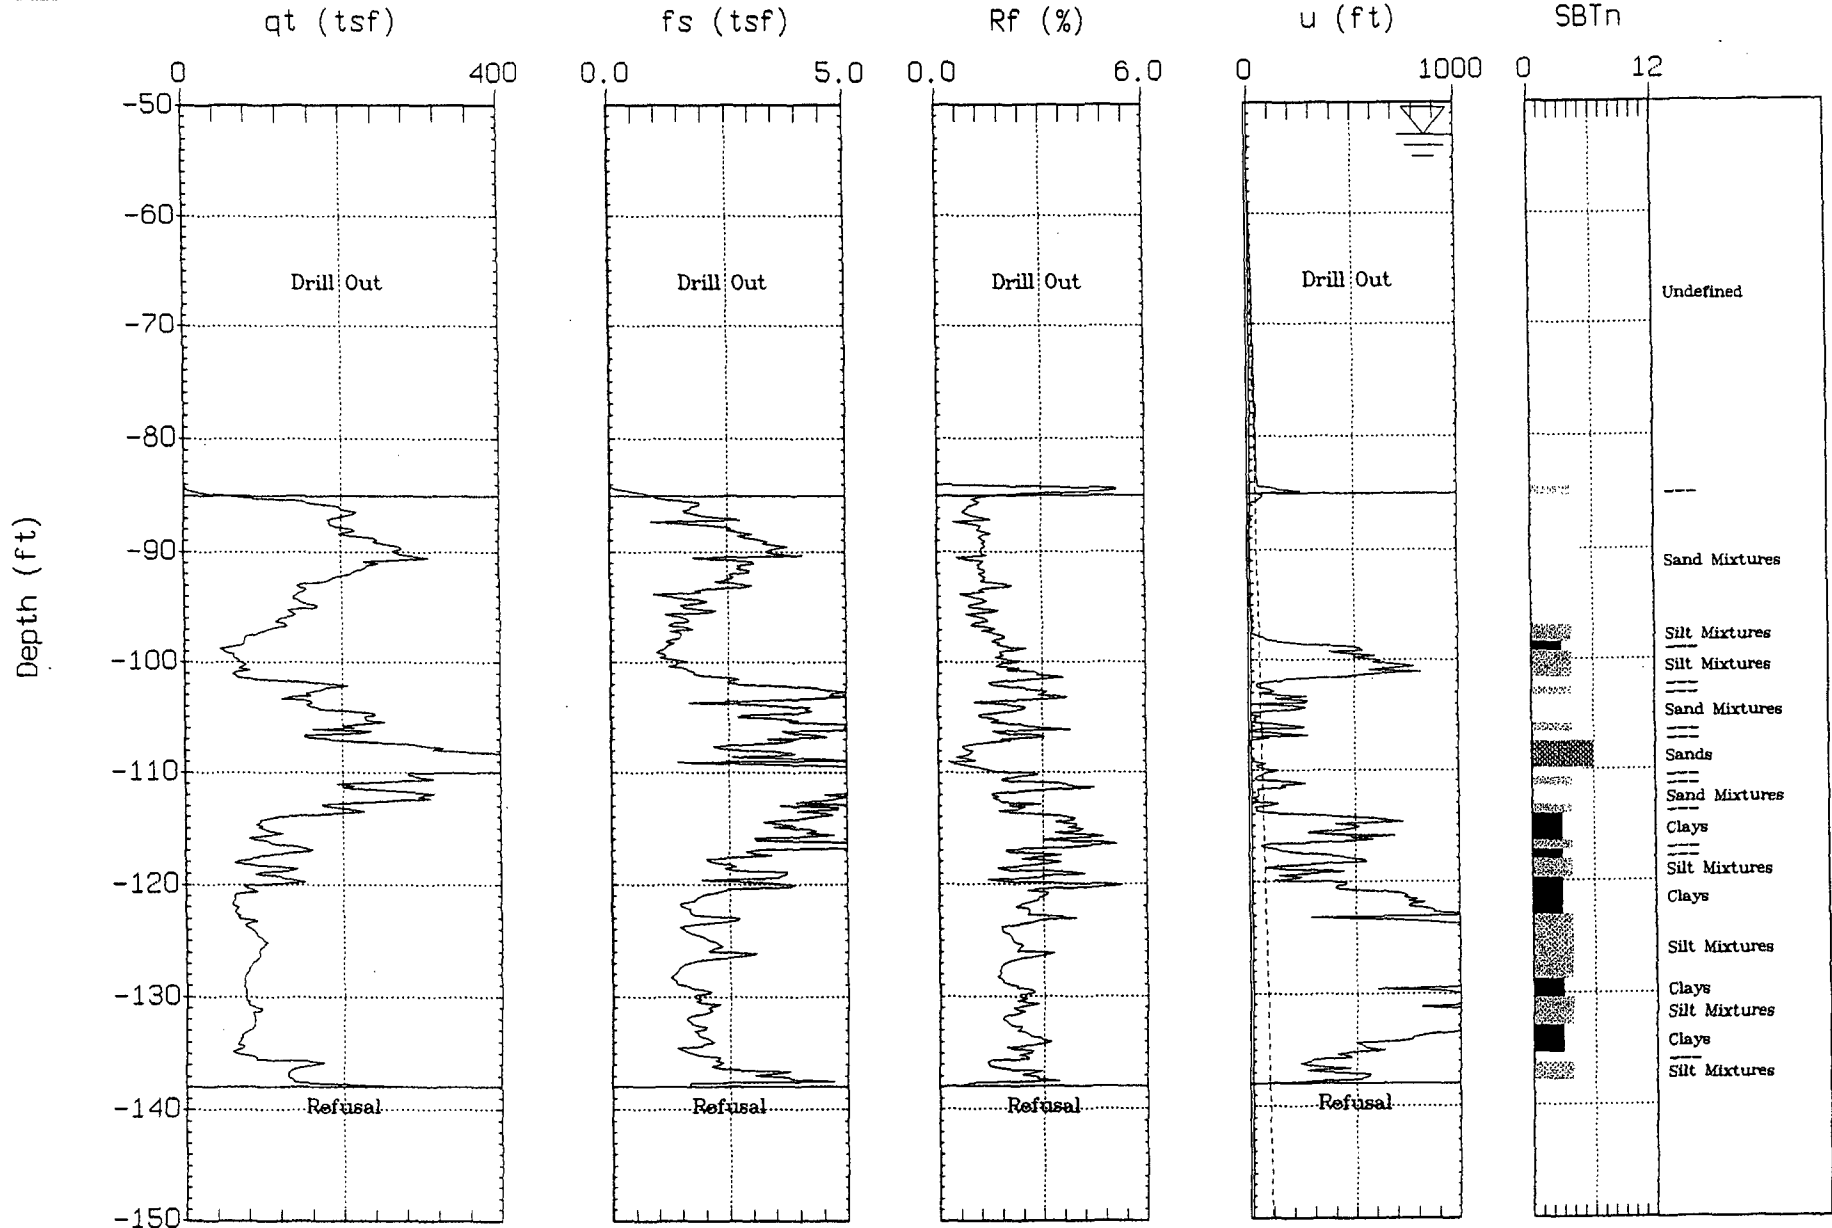 qt (tsf)
fs (tsf)
Rf (%)
u (ft)
SBTn
0 400
0.0 5.0
0.0 6.0
0 1000
0 12
Depth (ft)
-50
-60
-70
-80
-90
-100
-110
-120
-130
-140
-150
Drill Out
Drill Out
Drill Out
Drill Out
Undefined
Sand Mixtures
Silt Mixtures
Silt Mixtures
Sand Mixtures
Sands
Sand Mixtures
Clays
Silt Mixtures
Clays
Silt Mixtures
Clays
Silt Mixtures
Clays
Silt Mixtures
Refusal
Refusal
Refusal
Refusal